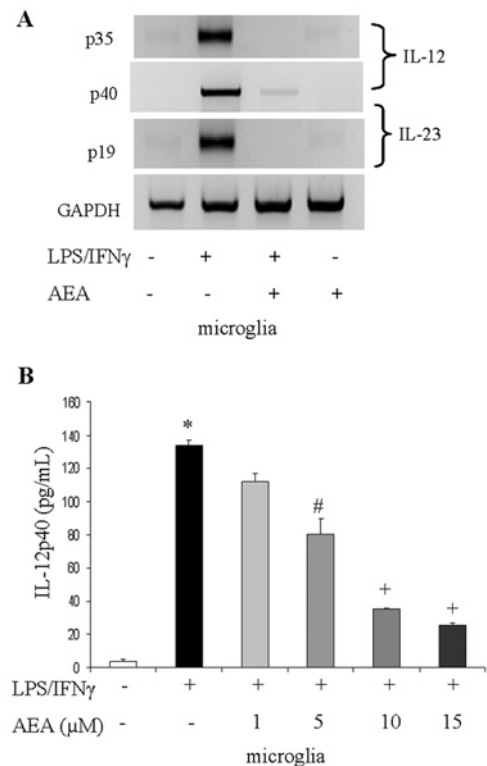 A
p35
IL-12
p40
IL-23
p19
GAPDH
LPS/IFNγ - + + -
AEA - - + +
microglia
B
IL-12p40 (pg/mL)
160
140
120
100
80
60
40
20
0
*
#
+
+
LPS/IFNγ - + + + + +
AEA (μM) - - 1 5 10 15
microglia